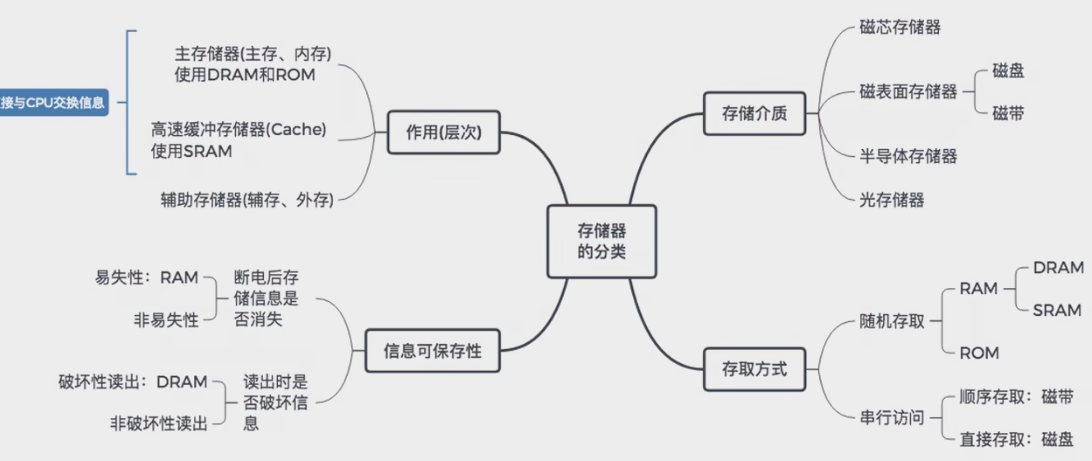 存储器
的分类
作用(层次)
主存储器(主存、内存)
使用DRAM和ROM
高速缓冲存储器(Cache)
使用SRAM
辅助存储器(辅存、外存)
接与CPU交换信息
存储介质
磁芯存储器
磁表面存储器
磁盘
磁带
半导体存储器
光存储器
信息可保存性
断电后存
储信息是
否消失
易失性：RAM
非易失性
读出时是
否破坏信
息
破坏性读出：DRAM
非破坏性读出
存取方式
随机存取
RAM
DRAM
SRAM
ROM
串行访问
顺序存取：磁带
直接存取：磁盘